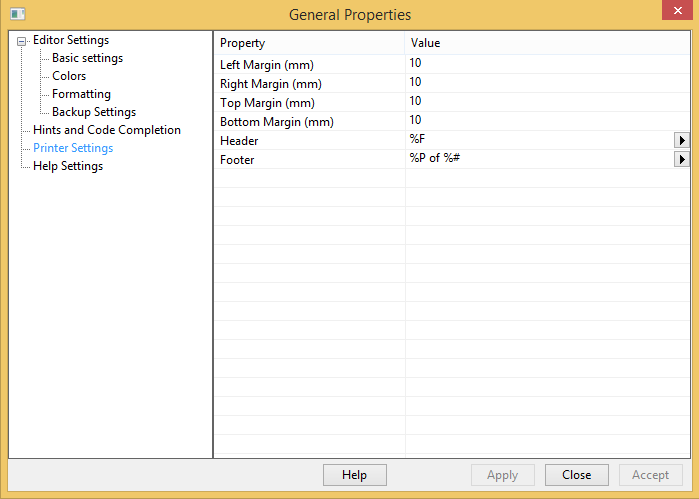 General Properties
Editor Settings
Basic settings
Colors
Formatting
Backup Settings
Hints and Code Completion
Printer Settings
Help Settings
Property Value
Left Margin (mm) 10
Right Margin (mm) 10
Top Margin (mm) 10
Bottom Margin (mm) 10
Header %F
Footer %P of %#
Help Apply Close Accept